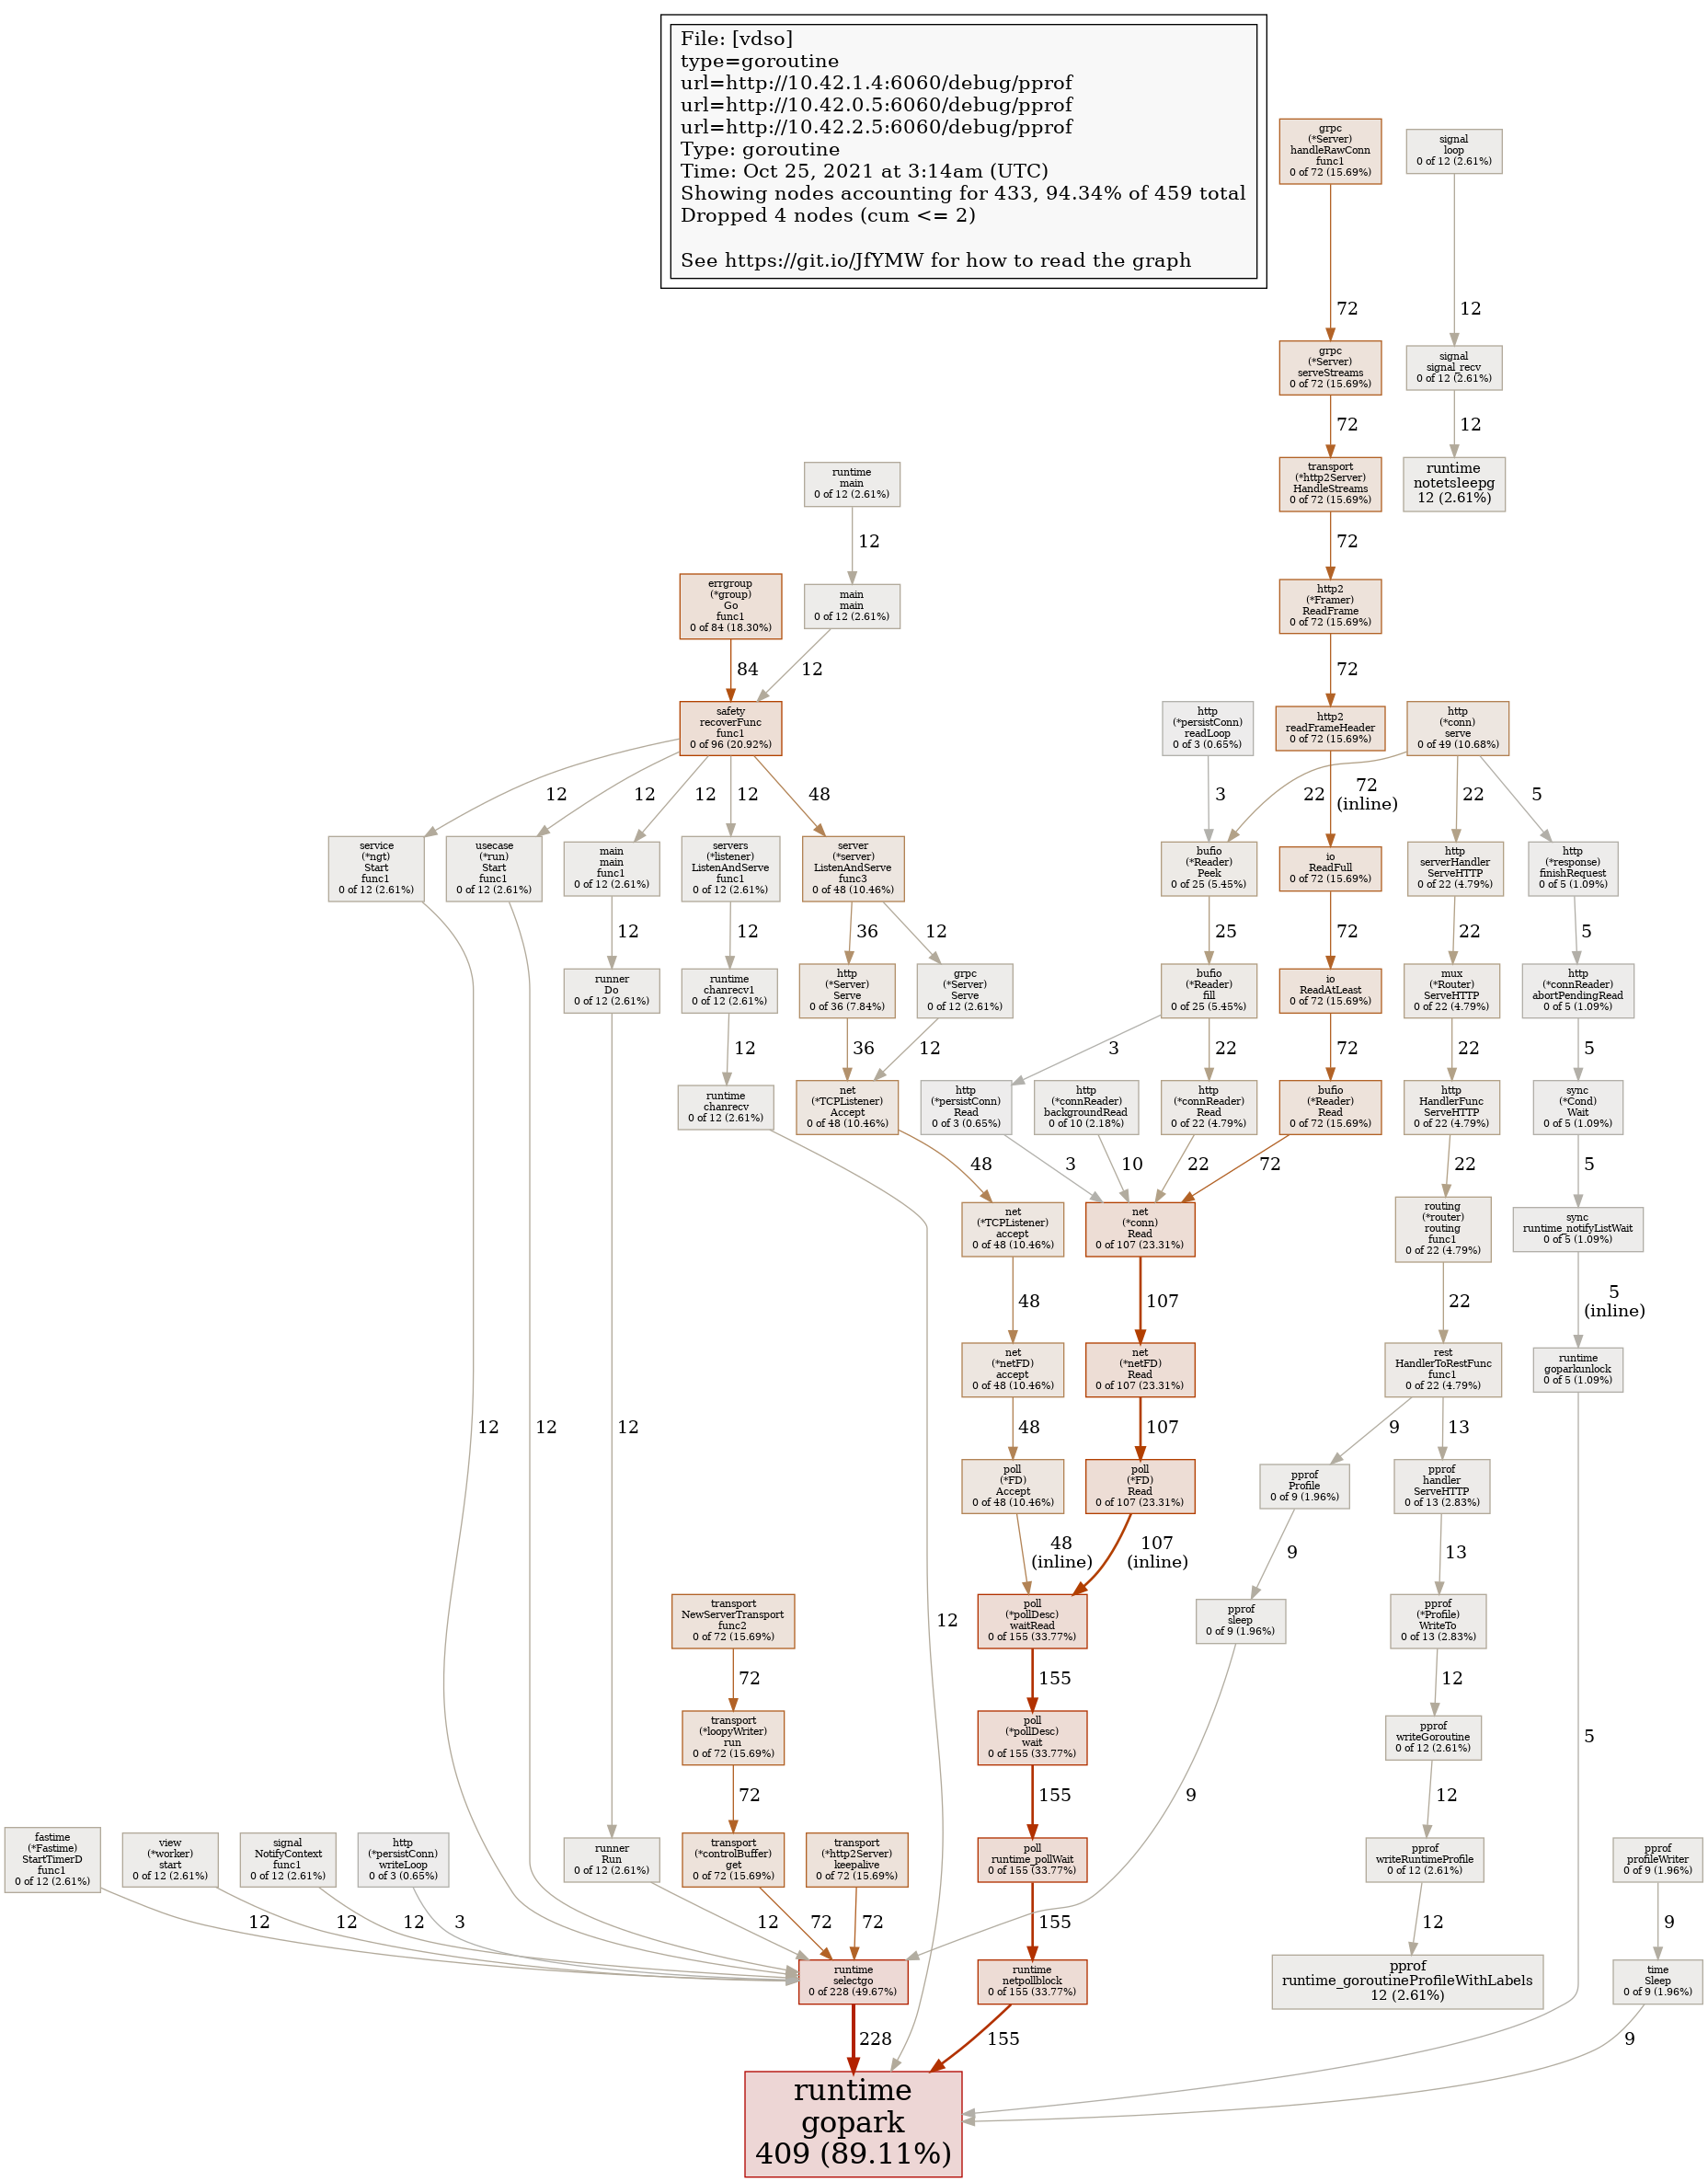 File: [vdso]
type=goroutine
url=http://10.42.1.4:6060/debug/pprof
url=http://10.42.0.5:6060/debug/pprof
url=http://10.42.2.5:6060/debug/pprof
Type: goroutine
Time: Oct 25, 2021 at 3:14am (UTC)
Showing nodes accounting for 433, 94.34% of 459 total
Dropped 4 nodes (cum <= 2)
See https://git.io/JfYMW for how to read the graph
grpc
(*Server)
handleRawConn
func1
0 of 72 (15.69%)
signal
loop
0 of 12 (2.61%)
72
12
grpc
(*Server)
serveStreams
0 of 72 (15.69%)
signal
signal_recv
0 of 12 (2.61%)
72
12
runtime
main
0 of 12 (2.61%)
transport
(*http2Server)
HandleStreams
0 of 72 (15.69%)
runtime
notetsleepg
12 (2.61%)
12
72
errgroup
(*group)
Go
func1
0 of 84 (18.30%)
main
main
0 of 12 (2.61%)
http2
(*Framer)
ReadFrame
0 of 72 (15.69%)
84
12
72
safety
recoverFunc
func1
0 of 96 (20.92%)
http
(*persistConn)
readLoop
0 of 3 (0.65%)
http2
readFrameHeader
0 of 72 (15.69%)
http
(*conn)
serve
0 of 49 (10.68%)
12
12
12
12
48
3
22
72
(inline)
22
5
service
(*ngt)
Start
func1
0 of 12 (2.61%)
usecase
(*run)
Start
func1
0 of 12 (2.61%)
main
main
func1
0 of 12 (2.61%)
servers
(*listener)
ListenAndServe
func1
0 of 12 (2.61%)
server
(*server)
ListenAndServe
func3
0 of 48 (10.46%)
bufio
(*Reader)
Peek
0 of 25 (5.45%)
io
ReadFull
0 of 72 (15.69%)
http
serverHandler
ServeHTTP
0 of 22 (4.79%)
http
(*response)
finishRequest
0 of 5 (1.09%)
12
12
36
12
25
72
22
5
runner
Do
0 of 12 (2.61%)
runtime
chanrecv1
0 of 12 (2.61%)
http
(*Server)
Serve
0 of 36 (7.84%)
grpc
(*Server)
Serve
0 of 12 (2.61%)
bufio
(*Reader)
fill
0 of 25 (5.45%)
io
ReadAtLeast
0 of 72 (15.69%)
mux
(*Router)
ServeHTTP
0 of 22 (4.79%)
http
(*connReader)
abortPendingRead
0 of 5 (1.09%)
12
36
12
3
22
72
22
5
runtime
chanrecv
0 of 12 (2.61%)
net
(*TCPListener)
Accept
0 of 48 (10.46%)
http
(*persistConn)
Read
0 of 3 (0.65%)
http
(*connReader)
backgroundRead
0 of 10 (2.18%)
http
(*connReader)
Read
0 of 22 (4.79%)
bufio
(*Reader)
Read
0 of 72 (15.69%)
http
HandlerFunc
ServeHTTP
0 of 22 (4.79%)
sync
(*Cond)
Wait
0 of 5 (1.09%)
48
3
10
22
72
22
5
net
(*TCPListener)
accept
0 of 48 (10.46%)
net
(*conn)
Read
0 of 107 (23.31%)
routing
(*router)
routing
func1
0 of 22 (4.79%)
sync
runtime_notifyListWait
0 of 5 (1.09%)
48
107
22
5
(inline)
net
(*netFD)
accept
0 of 48 (10.46%)
net
(*netFD)
Read
0 of 107 (23.31%)
rest
HandlerToRestFunc
func1
0 of 22 (4.79%)
runtime
goparkunlock
0 of 5 (1.09%)
12
12
12
48
107
9
13
poll
(*FD)
Accept
0 of 48 (10.46%)
poll
(*FD)
Read
0 of 107 (23.31%)
pprof
Profile
0 of 9 (1.96%)
pprof
handler
ServeHTTP
0 of 13 (2.83%)
48
(inline)
107
(inline)
9
13
transport
NewServerTransport
func2
0 of 72 (15.69%)
12
poll
(*pollDesc)
waitRead
0 of 155 (33.77%)
pprof
sleep
0 of 9 (1.96%)
pprof
(*Profile)
WriteTo
0 of 13 (2.83%)
72
155
12
transport
(*loopyWriter)
run
0 of 72 (15.69%)
poll
(*pollDesc)
wait
0 of 155 (33.77%)
pprof
writeGoroutine
0 of 12 (2.61%)
5
72
155
9
12
fastime
(*Fastime)
StartTimerD
func1
0 of 12 (2.61%)
view
(*worker)
start
0 of 12 (2.61%)
signal
NotifyContext
func1
0 of 12 (2.61%)
http
(*persistConn)
writeLoop
0 of 3 (0.65%)
runner
Run
0 of 12 (2.61%)
transport
(*controlBuffer)
get
0 of 72 (15.69%)
transport
(*http2Server)
keepalive
0 of 72 (15.69%)
poll
runtime_pollWait
0 of 155 (33.77%)
pprof
writeRuntimeProfile
0 of 12 (2.61%)
pprof
profileWriter
0 of 9 (1.96%)
12
12
12
3
12
72
72
155
12
9
runtime
selectgo
0 of 228 (49.67%)
runtime
netpollblock
0 of 155 (33.77%)
pprof
runtime_goroutineProfileWithLabels
12 (2.61%)
time
Sleep
0 of 9 (1.96%)
228
155
9
runtime
gopark
409 (89.11%)